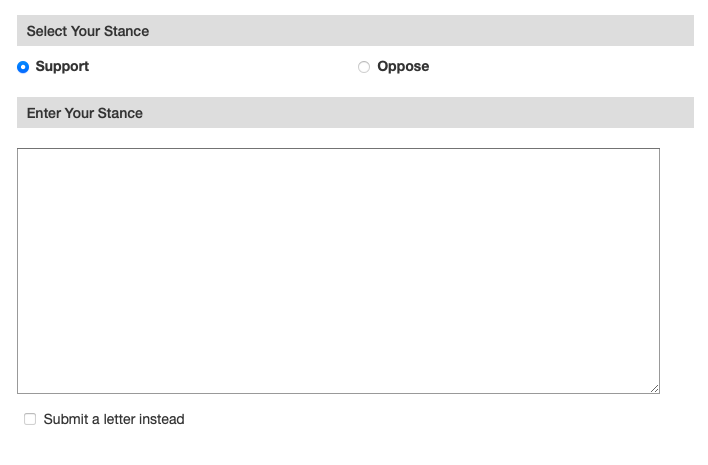 Select Your Stance
Support Oppose
Enter Your Stance
Submit a letter instead